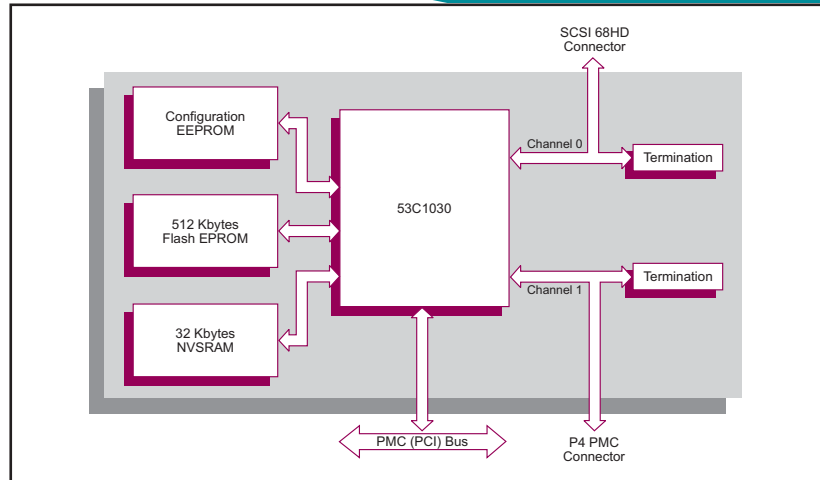 SCSI 68HD
Connector
Configuration
EEPROM
Channel 0
Termination
512 Kbytes
Flash EPROM
53C1030
Termination
Channel 1
32 Kbytes
NVSRAM
PMC (PCI) Bus
P4 PMC
Connector